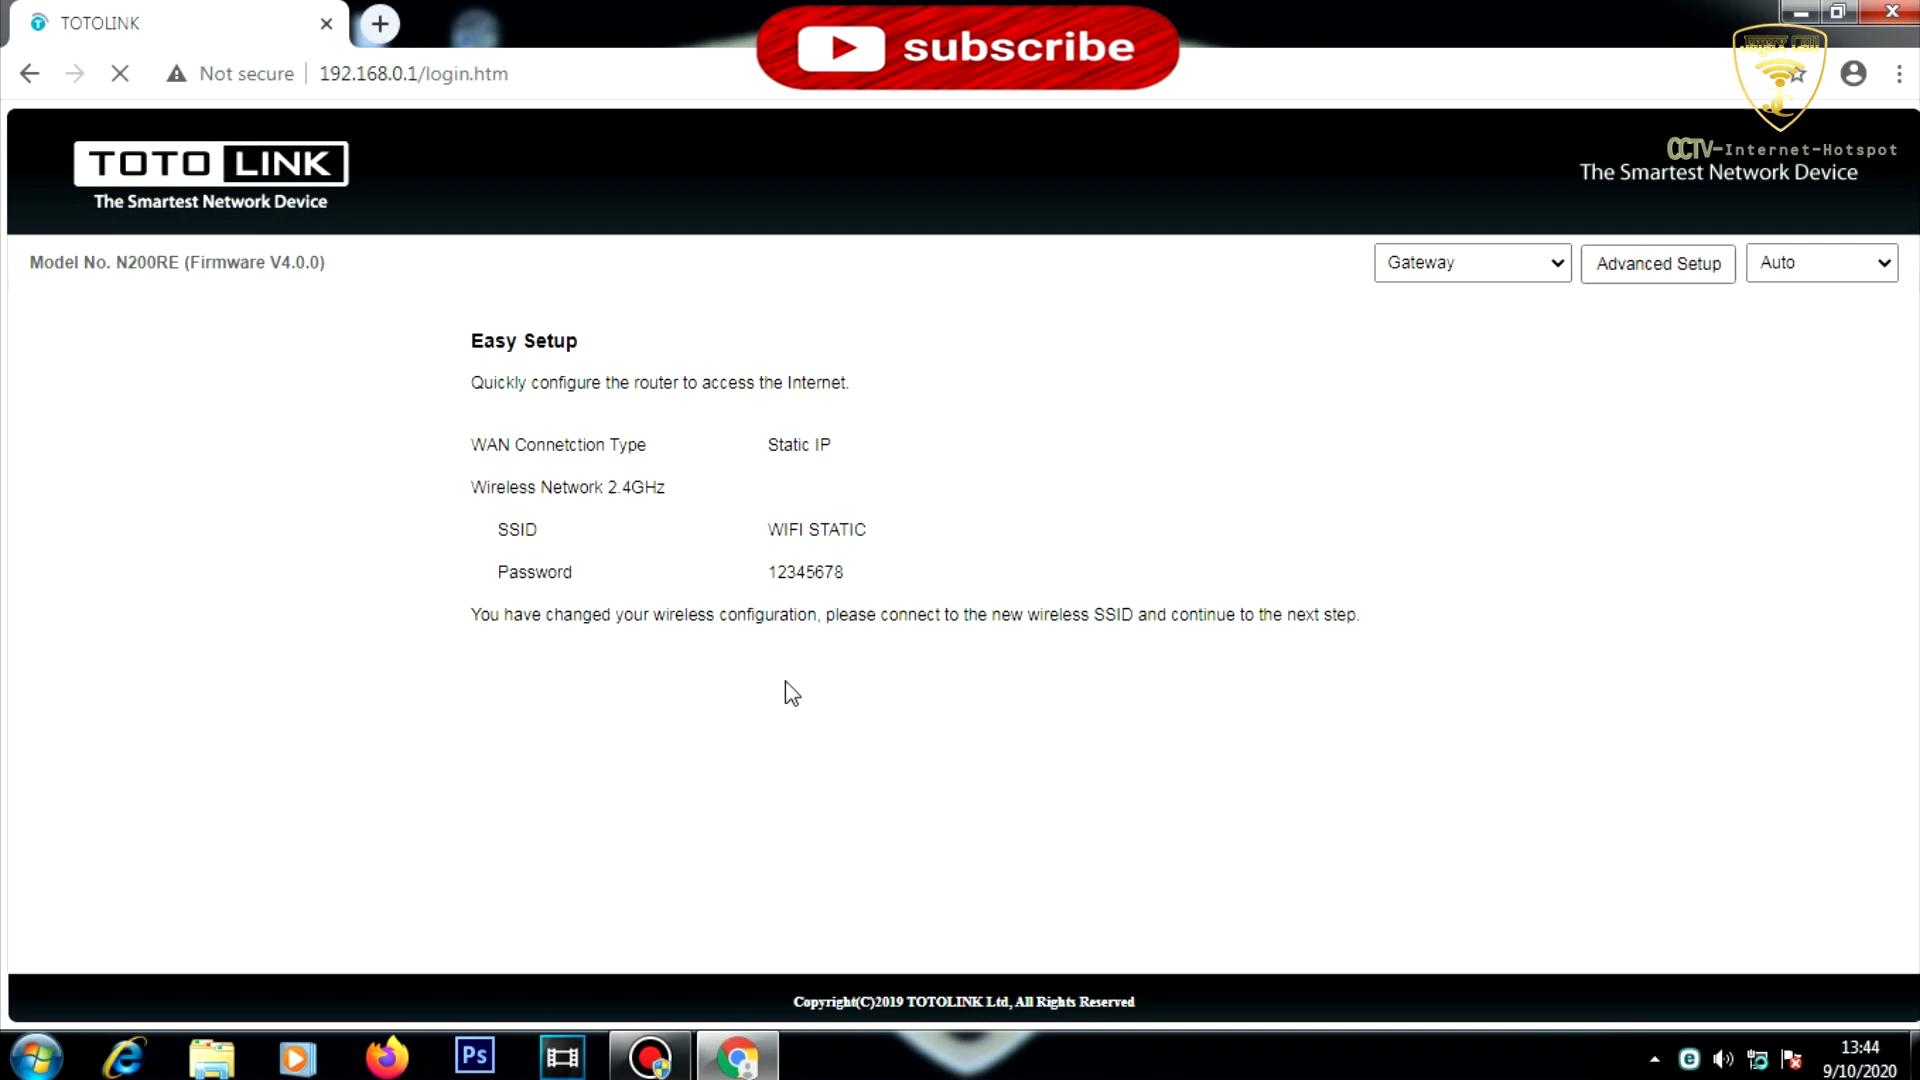 TOTOLINK
subscribe
Not secure
192.168.0.1/login.htm
TOTO LINK
The Smartest Network Device
CCTV-Internet-Hotspot
The Smartest Network Device
Model No. N200RE (Firmware V4.0.0)
Gateway
Advanced Setup
Auto
Easy Setup
Quickly configure the router to access the Internet.
WAN Connetction Type
Static IP
Wireless Network 2.4GHz
SSID
WIFI STATIC
Password
12345678
You have changed your wireless configuration, please connect to the new wireless SSID and continue to the next step.
Copyright(C)2019 TOTOLINK Ltd, All Rights Reserved
Ps
13:44
9/10/2020